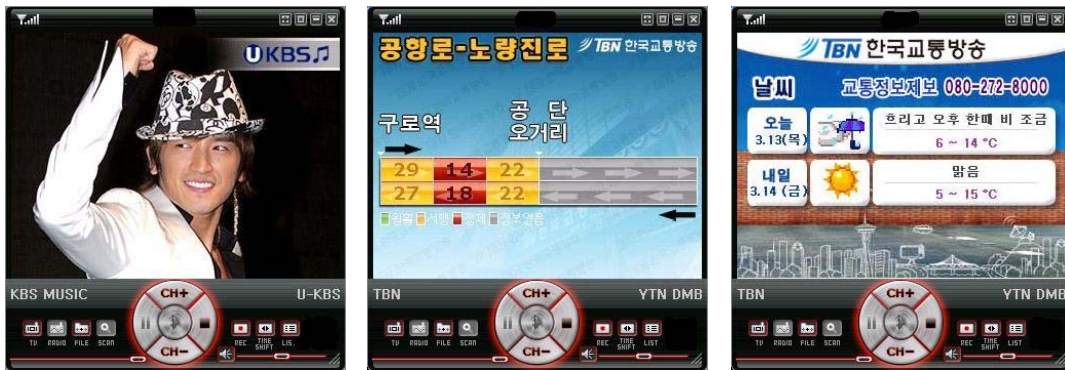 UKBS
KBS MUSIC
U-KBS
CH+
CH-
TV
RADIO
FILE
SCAN
REC
TIME SHIFT
LIS.
공항로-노량진로
TBN 한국교통방송
구로역
공 단
오거리
29 14 22
27 18 22
원활 서행 정체 정보없음
TBN
YTN DMB
CH+
CH-
TV
RADIO
FILE
SCAN
REC
TIME SHIFT
LIST
TBN 한국교통방송
날씨
교통정보제보 080-272-8000
오늘
3.13(목)
흐리고 오후 한때 비 조금
6 ~ 14 °C
내일
3.14 (금)
맑음
5 ~ 15 °C
TBN
YTN DMB
CH+
CH-
TV
RADIO
FILE
SCAN
REC
TIME SHIFT
LIST